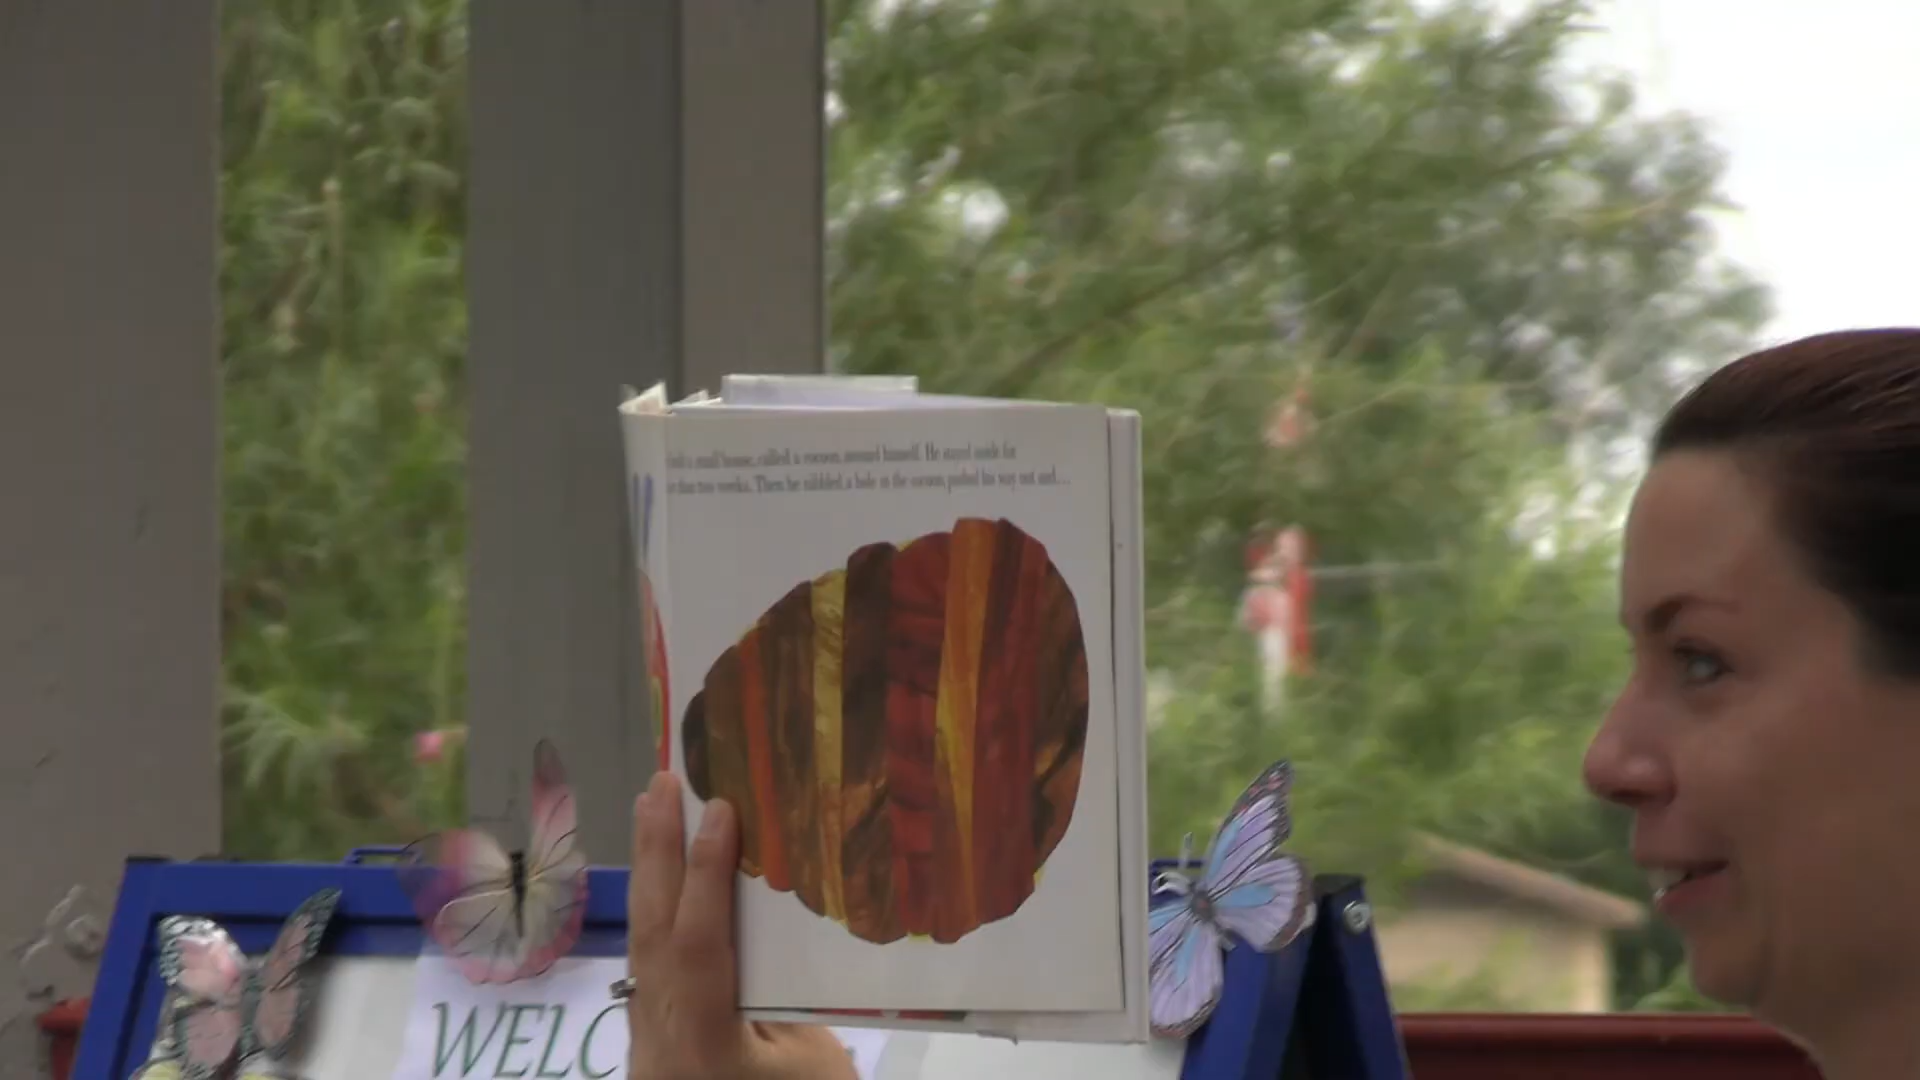 a small house, called a cocoon, around himself. He stayed inside for
than two weeks. Then he nibbled a hole in the cocoon, pushed his way out and...
WELC